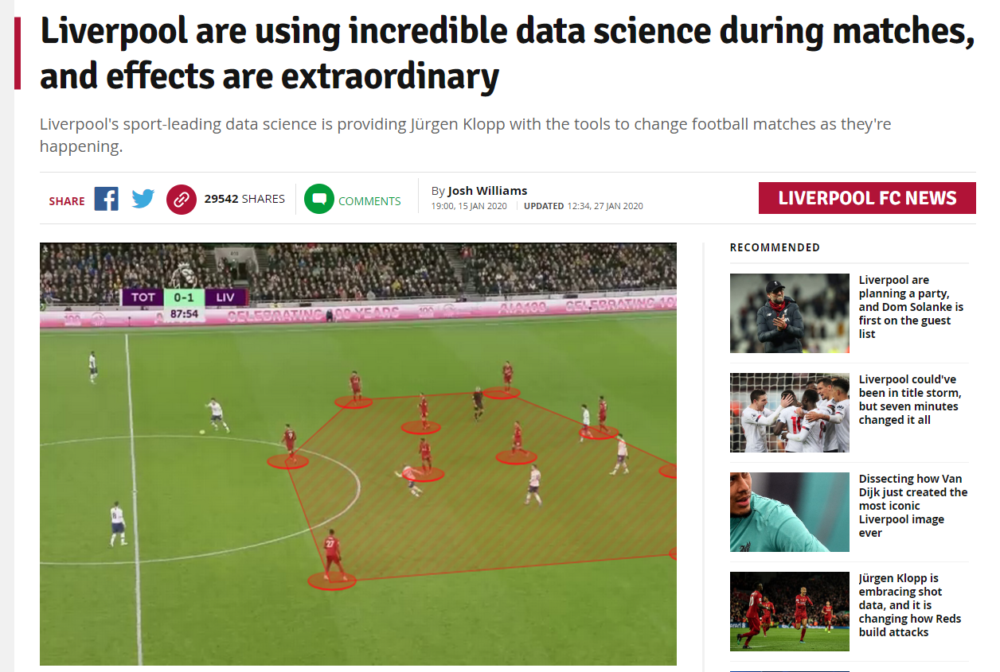 Liverpool are using incredible data science during matches,
and effects are extraordinary
Liverpool's sport-leading data science is providing Jürgen Klopp with the tools to change football matches as they're
happening.
SHARE
29542 SHARES
COMMENTS
By Josh Williams
19:00, 15 JAN 2020 UPDATED 12:34, 27 JAN 2020
LIVERPOOL FC NEWS
TOT 0-1 LIV
87:54
CELEBRATING 100 YEARS
AIA100
CELEBRATING
27
RECOMMENDED
Liverpool are
planning a party,
and Dom Solanke is
first on the guest
list
Liverpool could've
been in title storm,
but seven minutes
changed it all
Dissecting how Van
Dijk just created the
most iconic
Liverpool image
ever
Jürgen Klopp is
embracing shot
data, and it is
changing how Reds
build attacks